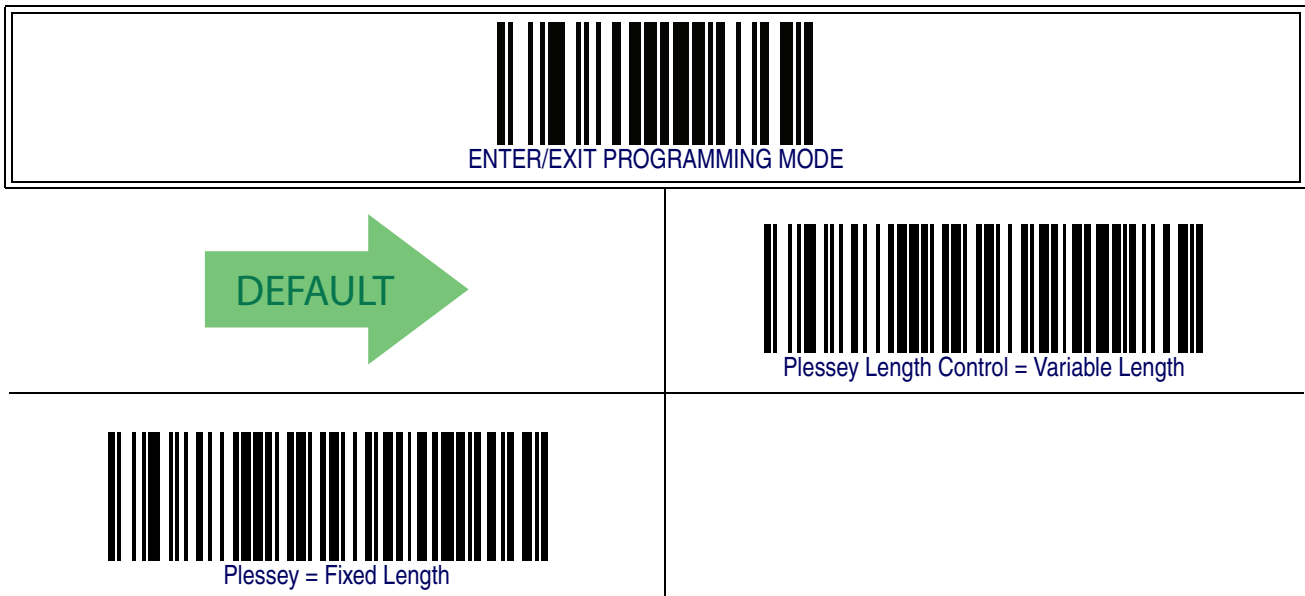 ENTER/EXIT PROGRAMMING MODE
DEFAULT
Plessey Length Control = Variable Length
Plessey = Fixed Length